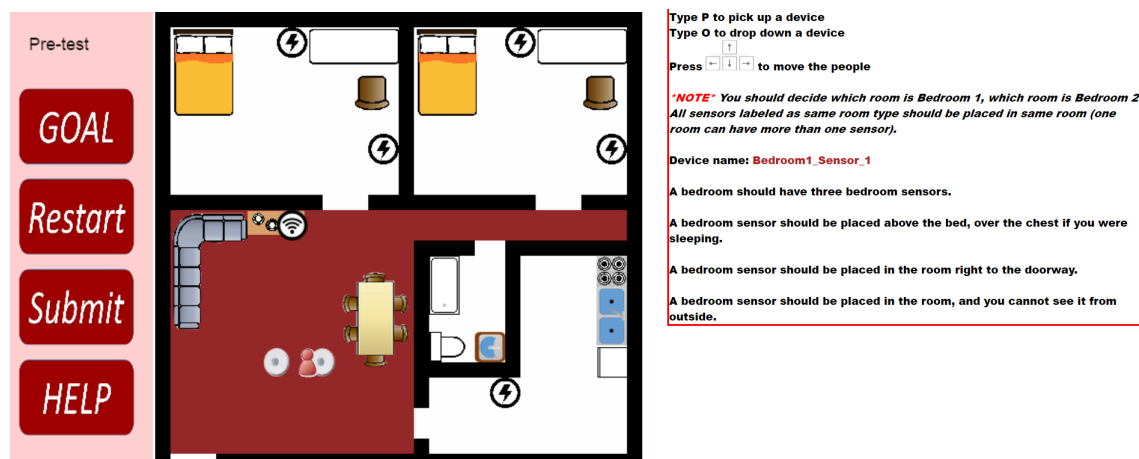 Pre-test
GOAL
Restart
Submit
HELP
Type P to pick up a device
Type O to drop down a device
Press ← ↑ ↓ → to move the people
*NOTE* You should decide which room is Bedroom 1, which room is Bedroom 2
All sensors labeled as same room type should be placed in same room (one
room can have more than one sensor).
Device name: Bedroom1_Sensor_1
A bedroom should have three bedroom sensors.
A bedroom sensor should be placed above the bed, over the chest if you were
sleeping.
A bedroom sensor should be placed in the room right to the doorway.
A bedroom sensor should be placed in the room, and you cannot see it from
outside.